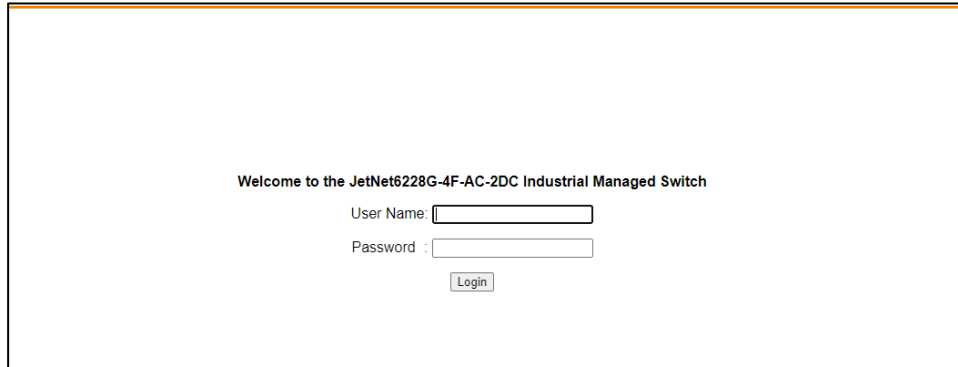 Welcome to the JetNet6228G-4F-AC-2DC Industrial Managed Switch
User Name:
Password :
Login